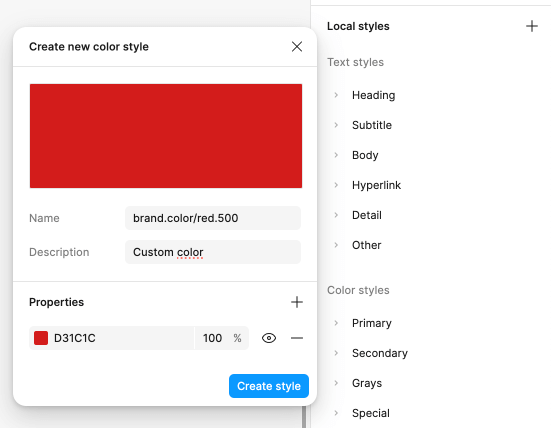 Create new color style
Name
brand.color/red.500
Description
Custom color
Properties
D31C1C
100
%
Create style
Local styles
Text styles
Heading
Subtitle
Body
Hyperlink
Detail
Other
Color styles
Primary
Secondary
Grays
Special